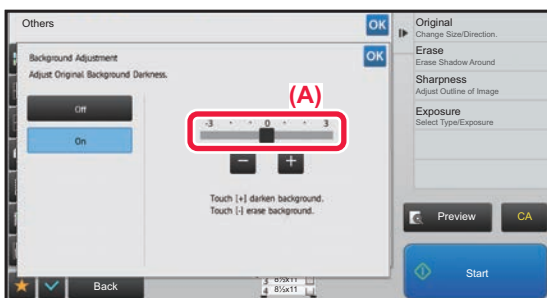 Others
OK
Background Adjustment
OK
Adjust Original Background Darkness.
Off
On
(A)
-3 0 3
− +
Touch [+] darken background.
Touch [-] erase background.
Original
Change Size/Direction.
Erase
Erase Shadow Around
Sharpness
Adjust Outline of Image
Exposure
Select Type/Exposure
Preview
CA
Start
Back
3 8½x11
4 8½x11